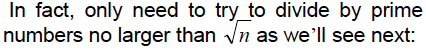 In fact, only need to try to divide by prime
numbers no larger than √n as we'll see next: